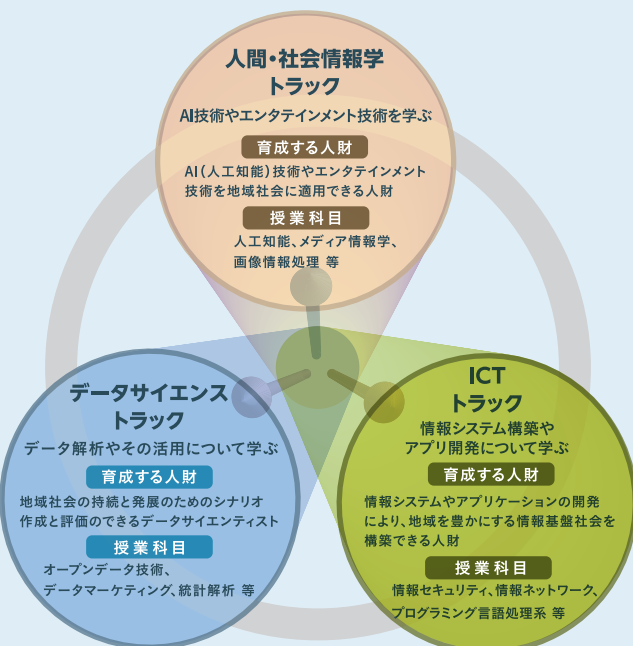 人間・社会情報学
トラック
AI技術やエンタテインメント技術を学ぶ
育成する人財
AI（人工知能）技術やエンタテインメント
技術を地域社会に適用できる人財
授業科目
人工知能、メディア情報学、
画像情報処理 等
データサイエンス
トラック
データ解析やその活用について学ぶ
育成する人財
地域社会の持続と発展のためのシナリオ
作成と評価のできるデータサイエンティスト
授業科目
オープンデータ技術、
データマーケティング、統計解析 等
ICT
トラック
情報システム構築や
アプリ開発について学ぶ
育成する人財
情報システムやアプリケーションの開発
により、地域を豊かにする情報基盤社会を
構築できる人財
授業科目
情報セキュリティ、情報ネットワーク、
プログラミング言語処理系 等